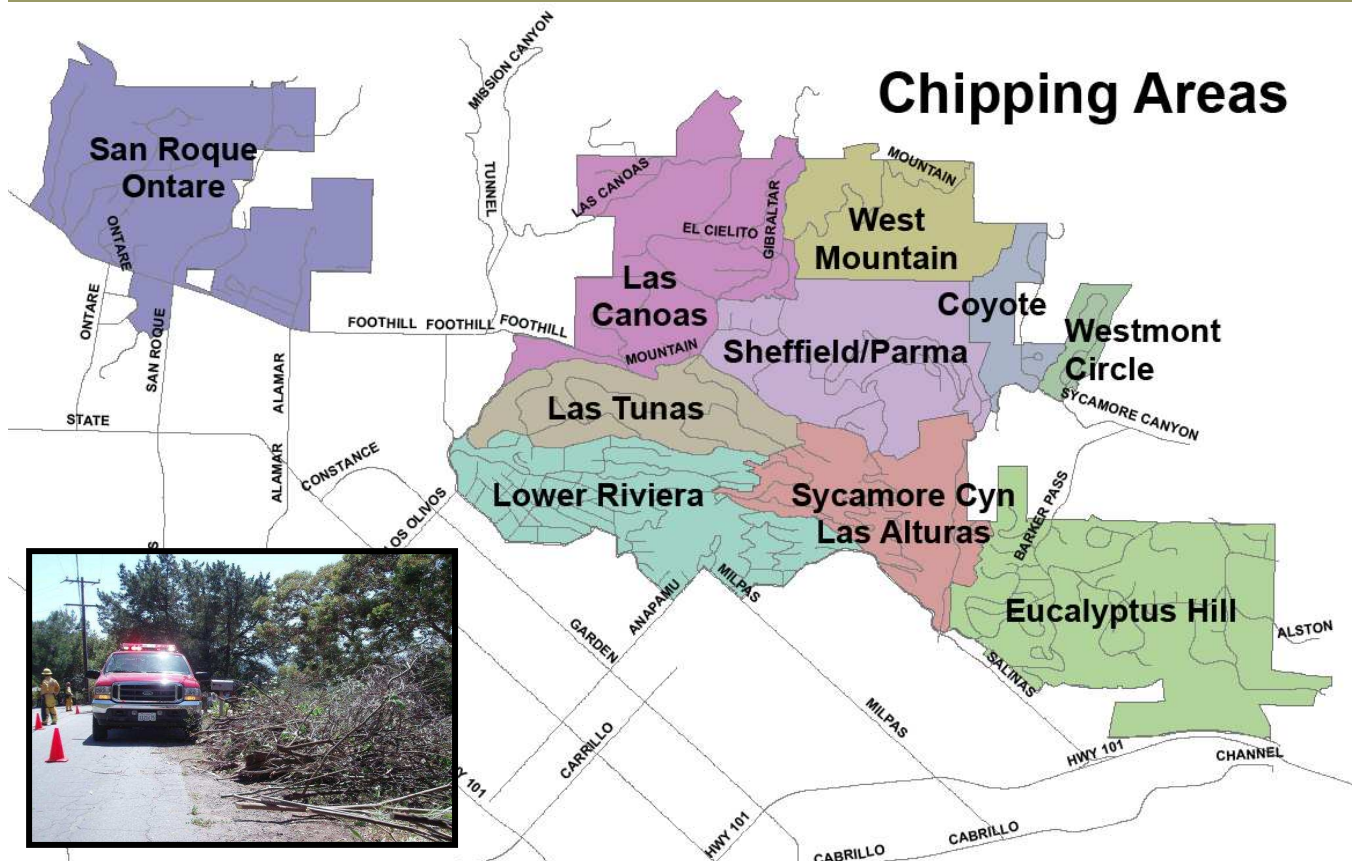 Chipping Areas
MISSION CANYON
San Roque
Ontare
MOUNTAIN
TUNNEL
LAS CANOAS
GIBRALTAR
EL CIELITO
West
Mountain
ONTARE
Las
Canoas
Coyote
ONTARE
SAN ROQUE
FOOTHILL
FOOTHILL
FOOTHILL
MOUNTAIN
Sheffield/Parma
Westmont
Circle
ALAMAR
STATE
Las Tunas
SYCAMORE CANYON
ALAMAR
CONSTANCE
LOS OLIVOS
Lower Riviera
Sycamore Cyn
Las Alturas
BARKER PASS
ANAPAMU
MILPAS
Eucalyptus Hill
ALSTON
GARDEN
SALINAS
MILPAS
CARRILLO
HWY 101
CHANNEL
WY 101
HWY 101
CABRILLO
CABRILLO